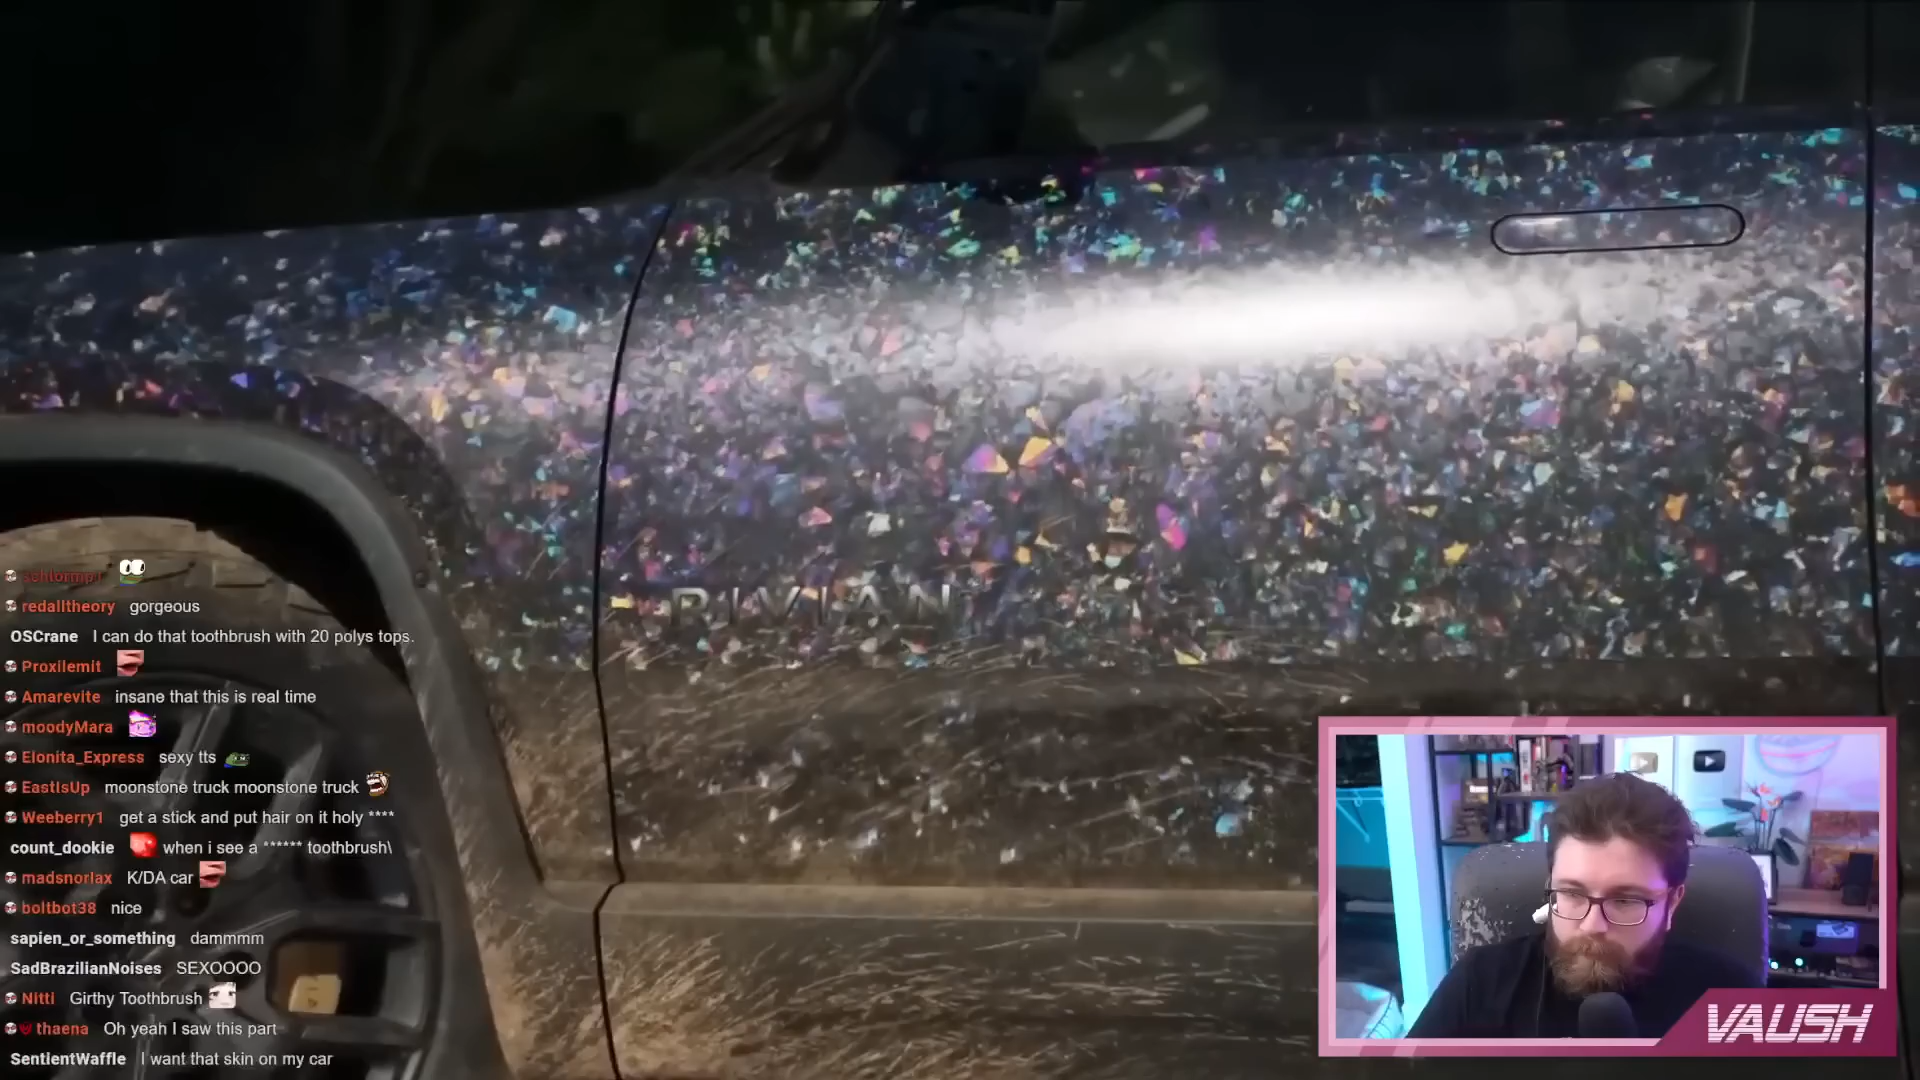 RIVIAN
schlormpf
redalltheory gorgeous
OSCrane I can do that toothbrush with 20 polys tops.
Proxilemit
Amarevite insane that this is real time
moodyMara
Elonita_Express sexy tts
EastIsUp moonstone truck moonstone truck
Weeberry1 get a stick and put hair on it holy ****
count_dookie when i see a ****** toothbrush\
madsnorlax K/DA car
boltbot38 nice
sapien_or_something dammmm
SadBrazilianNoises SEXOOOO
Nitti Girthy Toothbrush
thaena Oh yeah I saw this part
SentientWaffle I want that skin on my car
VAUSH